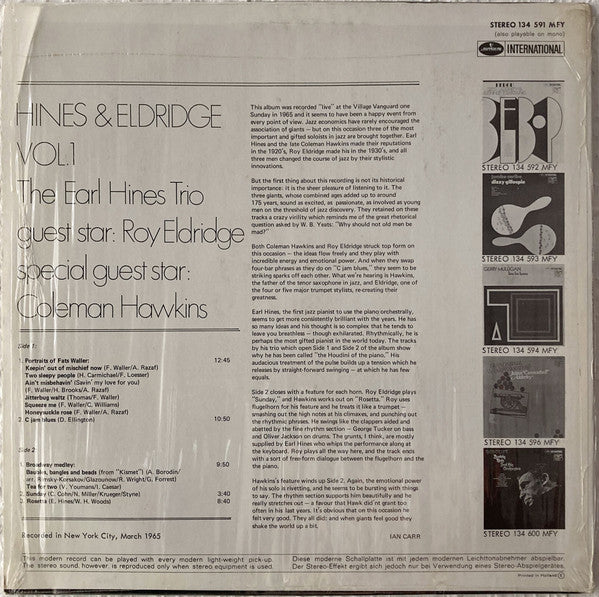 STEREO 134 591 MFY
(also playable on mono)
INTERNATIONAL
HINES & ELDRIDGE
VOL.1
The Earl Hines Trio
guest star: Roy Eldridge
special guest star:
Coleman Hawkins
Side 1:
1. Portraits of Fats Waller: 12:45
Keepin' out of mischief now (F. Waller/A. Razaf)
Two sleepy people (H. Carmichael/F. Loesser)
Ain't misbehavin' (Savin' my love for you)
(F. Waller/H. Brooks/A. Razaf)
Jitterbug waltz (Thomas/F. Waller)
Squeeze me (F. Waller/C. Williams)
Honeysuckle rose (F. Waller/A. Razaf)
2. C jam blues (D. Ellington) 10:50
Side 2
1. Broadway medley: 9:50
Baubles, bangles and beads (from "Kismet") (A. Borodin/
arr. Rimsky-Korsakov/Glazounow/R. Wright/G. Forrest)
Tea for two (V. Youmans/I. Caesar)
2. Sunday (C. Cohn/N. Miller/Krueger/Styne) 3:40
3. Rosetta (E. Hines/W. H. Woods) 8:40
Recorded in New York City, March 1965
This album was recorded "live" at the Village Vanguard one
Sunday in 1965 and it seems to have been a happy event from
every point of view. Jazz economics have rarely encouraged the
association of giants – but on this occasion three of the most
important and gifted soloists in jazz are brought together. Earl
Hines and the late Coleman Hawkins made their reputations
in the 1920's, Roy Eldridge made his in the 1930's, and all
three men changed the course of jazz by their stylistic
innovations.
But the first thing about this recording is not its historical
importance: it is the sheer pleasure of listening to it. The
three giants, whose combined ages added up to around
175 years, sound as excited, as passionate, as involved as young
men on the threshold of jazz discovery. They retained on these
tracks a crazy virility which reminds me of the great rhetorical
question asked by W. B. Yeats: "Why should not old men be
mad?"
Both Coleman Hawkins and Roy Eldridge struck top form on
this occasion – the ideas flow freely and they play with
incredible energy and emotional power. And when they swap
four-bar phrases as they do on "C jam blues," they seem to be
striking sparks off each other. What we're hearing is Hawkins,
the father of the tenor saxophone in jazz, and Eldridge, one of
the four or five major trumpet stylists, re-creating their
greatness.
Earl Hines, the first jazz pianist to use the piano orchestrally,
seems to get more consistently brilliant with the years. He has
so many ideas and his thought is so complex that he tends to
leave you breathless – though exhilarated. Rhythmically, he is
perhaps the most gifted pianist in the world today. The tracks
by his trio which open Side 1 and Side 2 of the album show
why he has been called "the Houdini of the piano." His
audacious treatment of the pulse builds up a tension which he
releases by straight-forward swinging – at which he has few
equals.
Side 2 closes with a feature for each horn. Roy Eldridge plays
"Sunday," and Hawkins works out on "Rosetta." Roy uses
flugelhorn for his feature and he treats it like a trumpet –
smashing out the high notes at his climaxes, and punching out
the rhythmic phrases. He swings like the clappers aided and
abetted by the fine rhythm section – George Tucker on bass
and Oliver Jackson on drums. The grunts, I think, are mostly
supplied by Earl Hines who whips the performance along at
the keyboard. Roy plays all the way here, and the track ends
with a sort of free-form dialogue between the flugelhorn and the
piano.
Hawkins's feature winds up Side 2. Again, the emotional power
of his solo is rivetting, and he seems to be bursting with things
to say. The rhythm section supports him beautifully and he
really stretches out – a favour that Hawk did n't grant too
often in his last years. It's obvious that on this occasion he
felt very good. They all did: and when giants feel good they
shake the world up a bit.
IAN CARR
BEBOP
STEREO 134 592 MFY
dizzy gillespie
STEREO 134 593 MFY
GERRY MULLIGAN
STEREO 134 594 MFY
STEREO 134 596 MFY
STEREO 134 600 MFY
This modern record can be played with every modern light-weight pick-up.
The stereo sound, however, is reproduced only when stereo equipment is used.
Diese moderne Schallplatte ist mit jedem modernen Leichttonabnehmer abspielbar.
Der Stereo-Effekt ergibt sich jedoch nur bei Verwendung eines Stereo-Abspielgerätes.
Printed in Holland